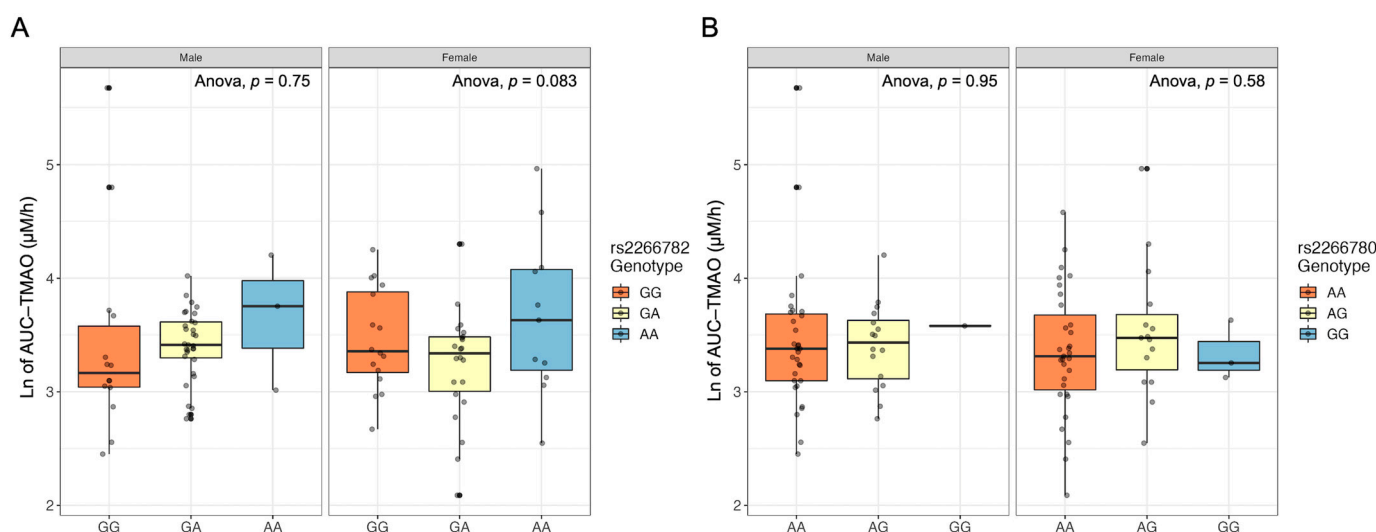 A
Male
Female
Anova, p = 0.75
Anova, p = 0.083
Ln of AUC–TMAO (µM/h)
5
4
3
2
GG
GA
AA
GG
GA
AA
rs2266782
Genotype
GG
GA
AA
B
Male
Female
Anova, p = 0.95
Anova, p = 0.58
Ln of AUC–TMAO (µM/h)
5
4
3
2
AA
AG
GG
AA
AG
GG
rs2266780
Genotype
AA
AG
GG